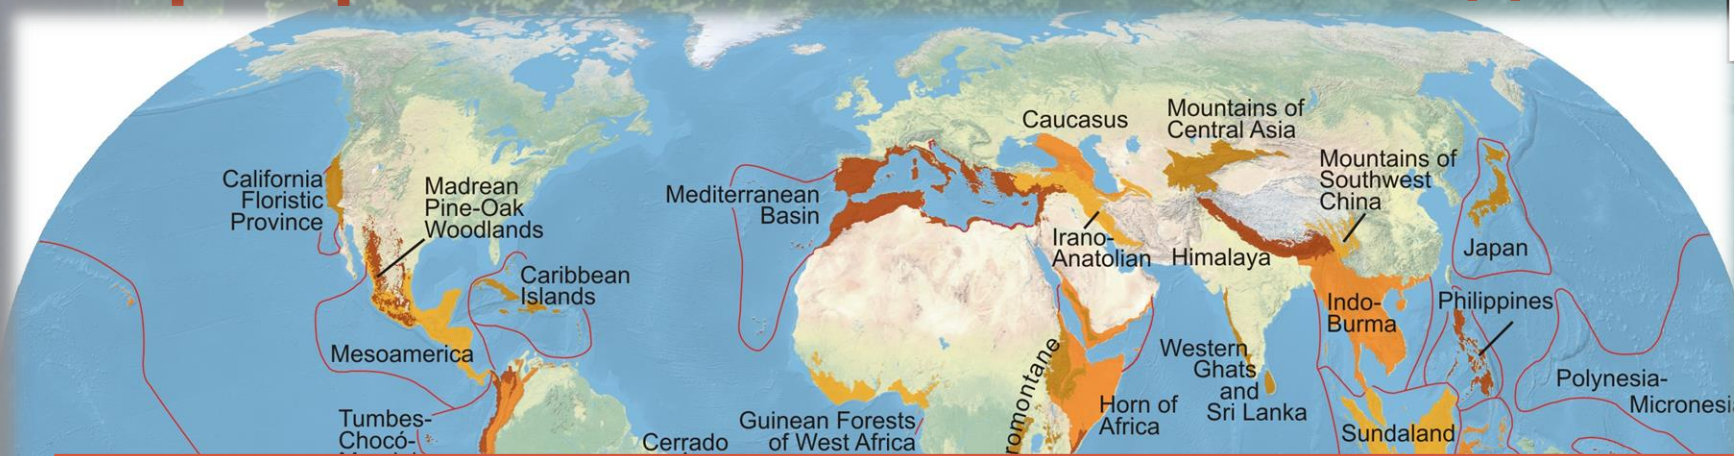 Caucasus
Mountains of
Central Asia
Mountains of
Southwest
China
California
Floristic
Province
Madrean
Pine-Oak
Woodlands
Mediterranean
Basin
Irano-
Anatolian
Himalaya
Japan
Caribbean
Islands
Indo-
Burma
Philippines
Mesoamerica
Western
Ghats
and
Sri Lanka
Polynesia-
Tumbes-
Chocó-
Guinean Forests
of West Africa
Cerrado
Horn of
Africa
Sundaland